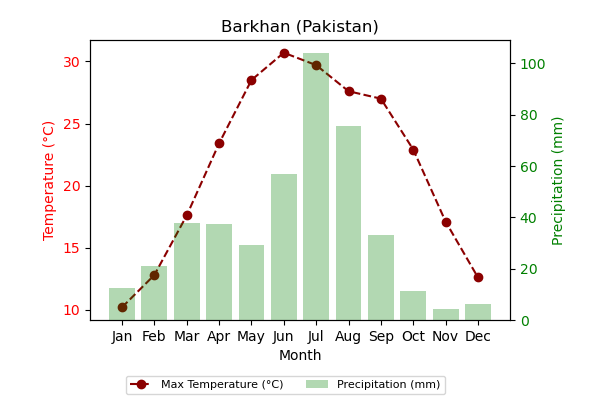 Barkhan (Pakistan)
30
25
20
15
10
Temperature (°C)
100
80
60
40
20
0
Precipitation (mm)
Jan Feb Mar Apr May Jun Jul Aug Sep Oct Nov Dec
Month
Max Temperature (°C) Precipitation (mm)